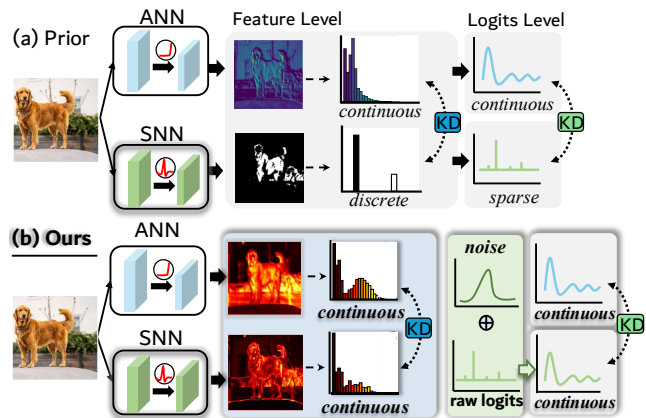 ANN
Feature Level
Logits Level
(a) Prior
continuous
continuous
KD
KD
SNN
discrete
sparse
(b) Ours
ANN
noise
continuous
continuous
KD
KD
SNN
continuous
raw logits
continuous